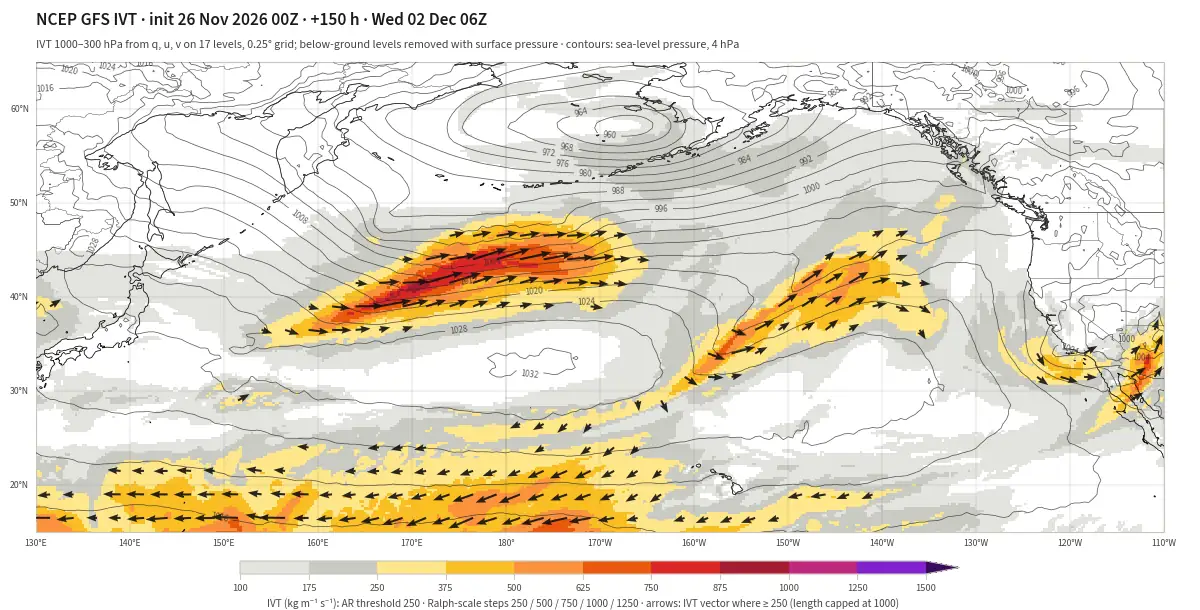 NCEP GFS IVT · init 26 Nov 2026 00Z · +150 h · Wed 02 Dec 06Z
IVT 1000–300 hPa from q, u, v on 17 levels, 0.25° grid; below-ground levels removed with surface pressure · contours: sea-level pressure, 4 hPa
1020
1024
1016
1000
1016
1000
60°N
964
960
968
972
976
980
984
992
988
1000
996
50°N
1008
1028
40°N
1020
1024
1028
1000
1004
1032
30°N
20°N
130°E
140°E
150°E
160°E
170°E
180°
170°W
160°W
150°W
140°W
130°W
120°W
110°W
100
175
250
375
500
625
750
875
1000
1250
1500
IVT (kg m⁻¹ s⁻¹): AR threshold 250 · Ralph-scale steps 250 / 500 / 750 / 1000 / 1250 · arrows: IVT vector where ≥ 250 (length capped at 1000)